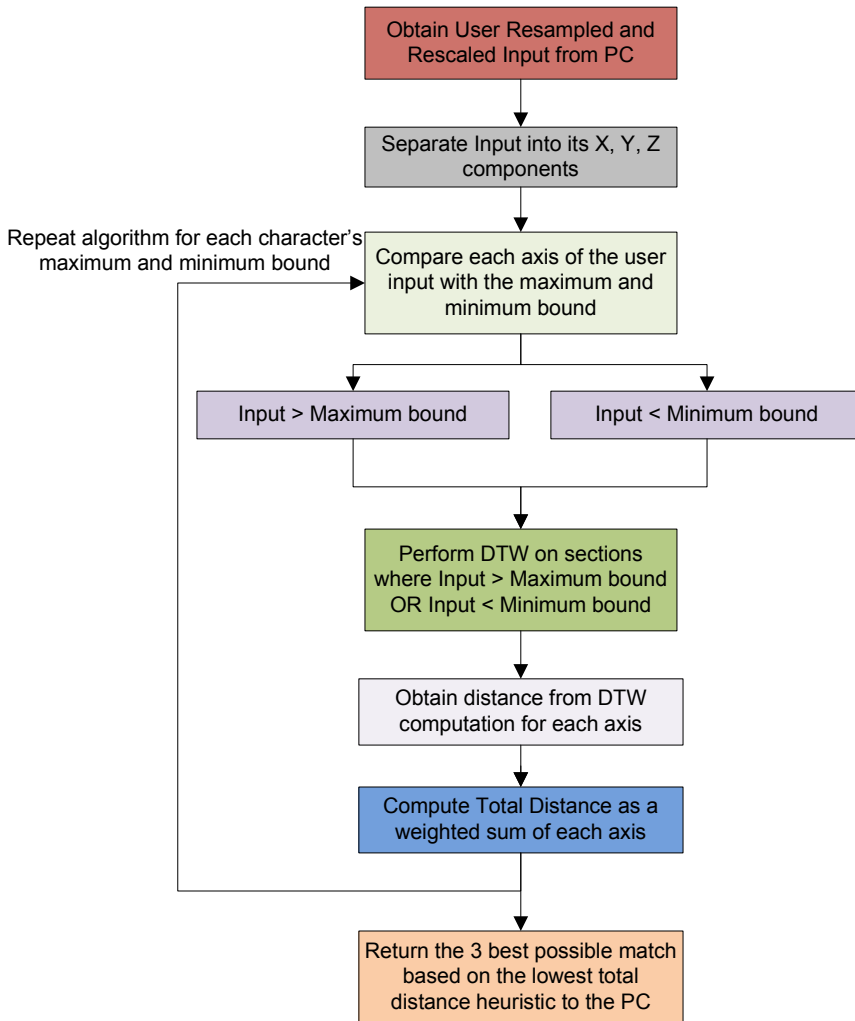 Obtain User Resampled and
Rescaled Input from PC
Separate Input into its X, Y, Z
components
Repeat algorithm for each character's
maximum and minimum bound
Compare each axis of the user
input with the maximum and
minimum bound
Input > Maximum bound
Input < Minimum bound
Perform DTW on sections
where Input > Maximum bound
OR Input < Minimum bound
Obtain distance from DTW
computation for each axis
Compute Total Distance as a
weighted sum of each axis
Return the 3 best possible match
based on the lowest total
distance heuristic to the PC